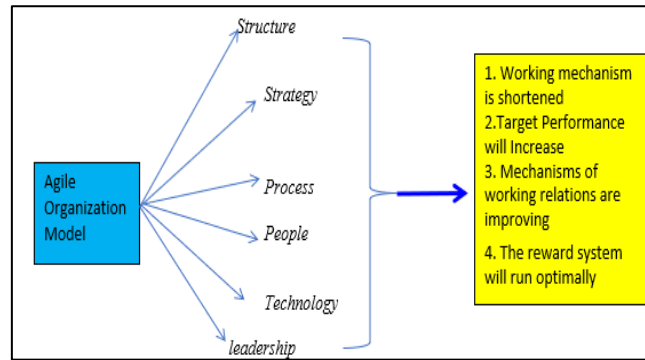 Structure
Strategy
Agile
Organization
Model
Process
People
Technology
leadership
1. Working mechanism
is shortened
2.Target Performance
will Increase
3. Mechanisms of
working relations are
improving
4. The reward system
will run optimally